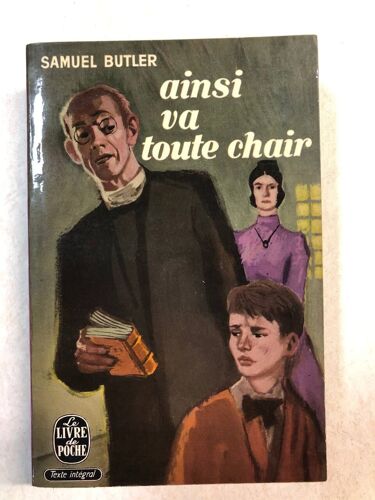 SAMUEL BUTLER
ainsi
va
toute chair
Le
LIVRE
de
POCHE
Texte intégral